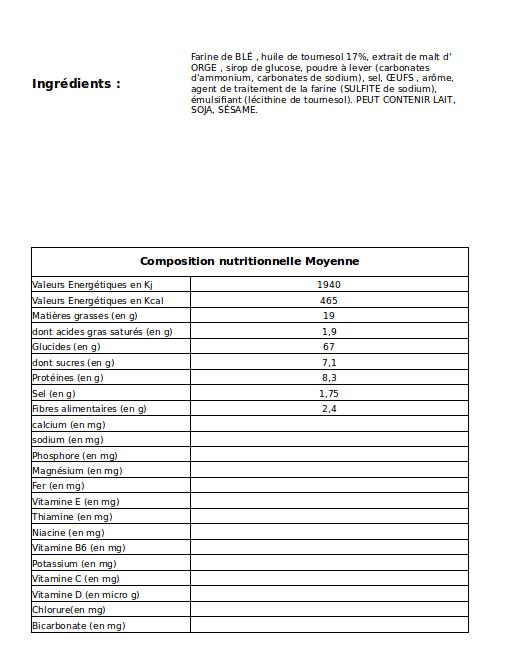 Ingrédients :
Farine de BLÉ , huile de tournesol 17%, extrait de malt d'
ORGE , sirop de glucose, poudre à lever (carbonates
d'ammonium, carbonates de sodium), sel, ŒUFS , arôme,
agent de traitement de la farine (SULFITE de sodium),
émulsifiant (lécithine de tournesol). PEUT CONTENIR LAIT,
SOJA, SÉSAME.
Composition nutritionnelle Moyenne
Valeurs Energétiques en Kj 1940
Valeurs Energétiques en Kcal 465
Matières grasses (en g) 19
dont acides gras saturés (en g) 1,9
Glucides (en g) 67
dont sucres (en g) 7,1
Protéines (en g) 8,3
Sel (en g) 1,75
Fibres alimentaires (en g) 2,4
calcium (en mg)
sodium (en mg)
Phosphore (en mg)
Magnésium (en mg)
Fer (en mg)
Vitamine E (en mg)
Thiamine (en mg)
Niacine (en mg)
Vitamine B6 (en mg)
Potassium (en mg)
Vitamine C (en mg)
Vitamine D (en micro g)
Chlorure(en mg)
Bicarbonate (en mg)